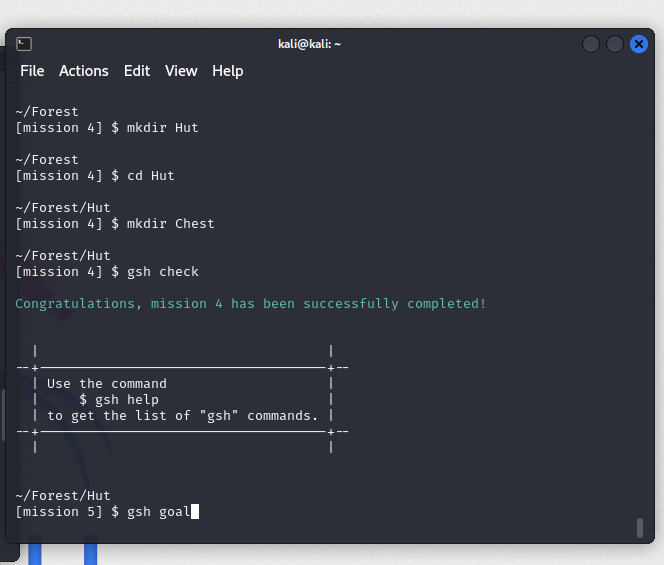 kali@kali: ~
File Actions Edit View Help
~/Forest
[mission 4] $ mkdir Hut
~/Forest
[mission 4] $ cd Hut
~/Forest/Hut
[mission 4] $ mkdir Chest
~/Forest/Hut
[mission 4] $ gsh check
Congratulations, mission 4 has been successfully completed!
Use the command
$ gsh help
to get the list of "gsh" commands.
~/Forest/Hut
[mission 5] $ gsh goal